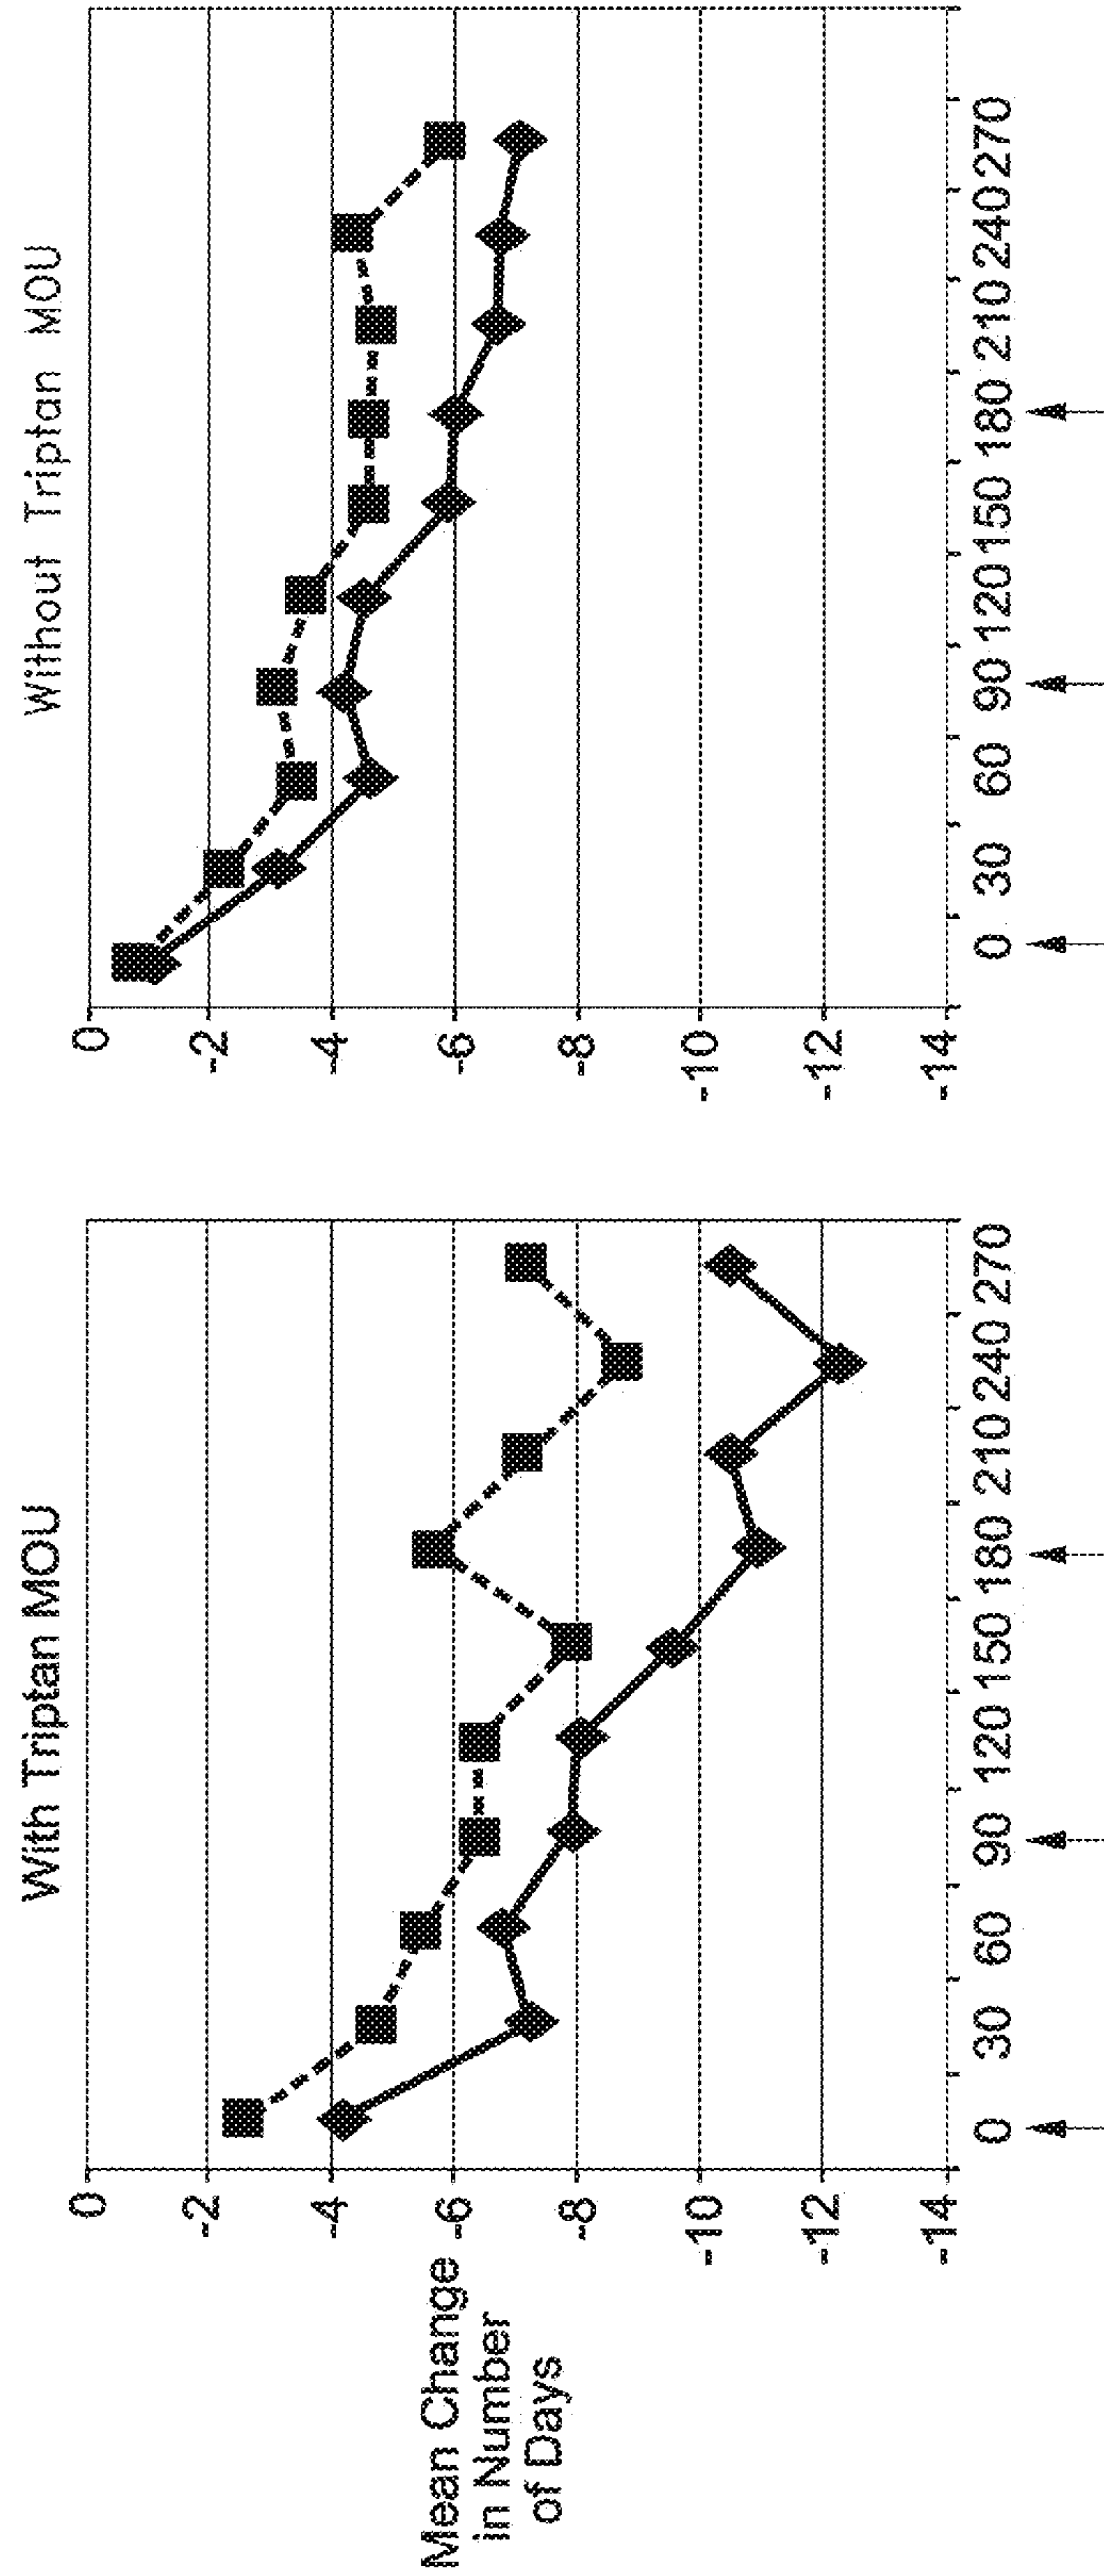 With Triptan MOU
Mean Change
in Number
of Days
0
-2
-4
-6
-8
-10
-12
-14
0 30 60 90 120 150 180 210 240 270
Without Triptan MOU
0
-2
-4
-6
-8
-10
-12
-14
0 30 60 90 120 150 180 210 240 270